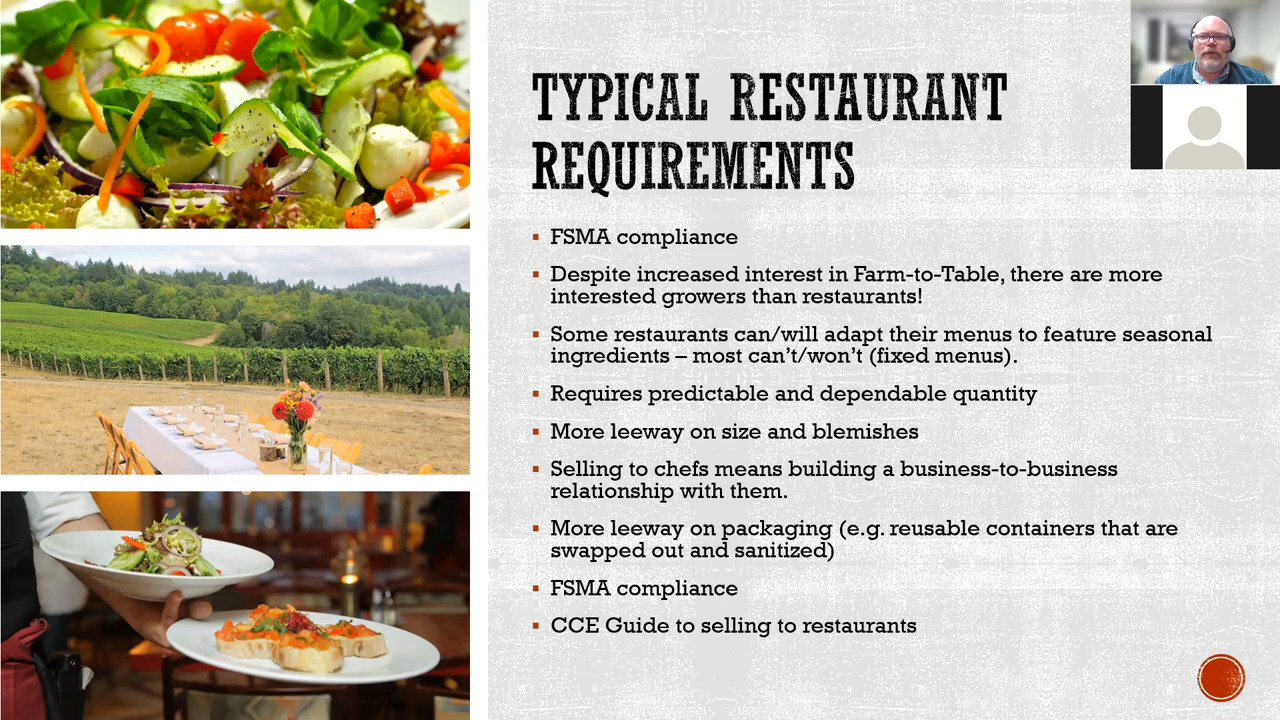 TYPICAL RESTAURANT
REQUIREMENTS
▪ FSMA compliance
▪ Despite increased interest in Farm-to-Table, there are more
interested growers than restaurants!
▪ Some restaurants can/will adapt their menus to feature seasonal
ingredients – most can't/won't (fixed menus).
▪ Requires predictable and dependable quantity
▪ More leeway on size and blemishes
▪ Selling to chefs means building a business-to-business
relationship with them.
▪ More leeway on packaging (e.g. reusable containers that are
swapped out and sanitized)
▪ FSMA compliance
▪ CCE Guide to selling to restaurants